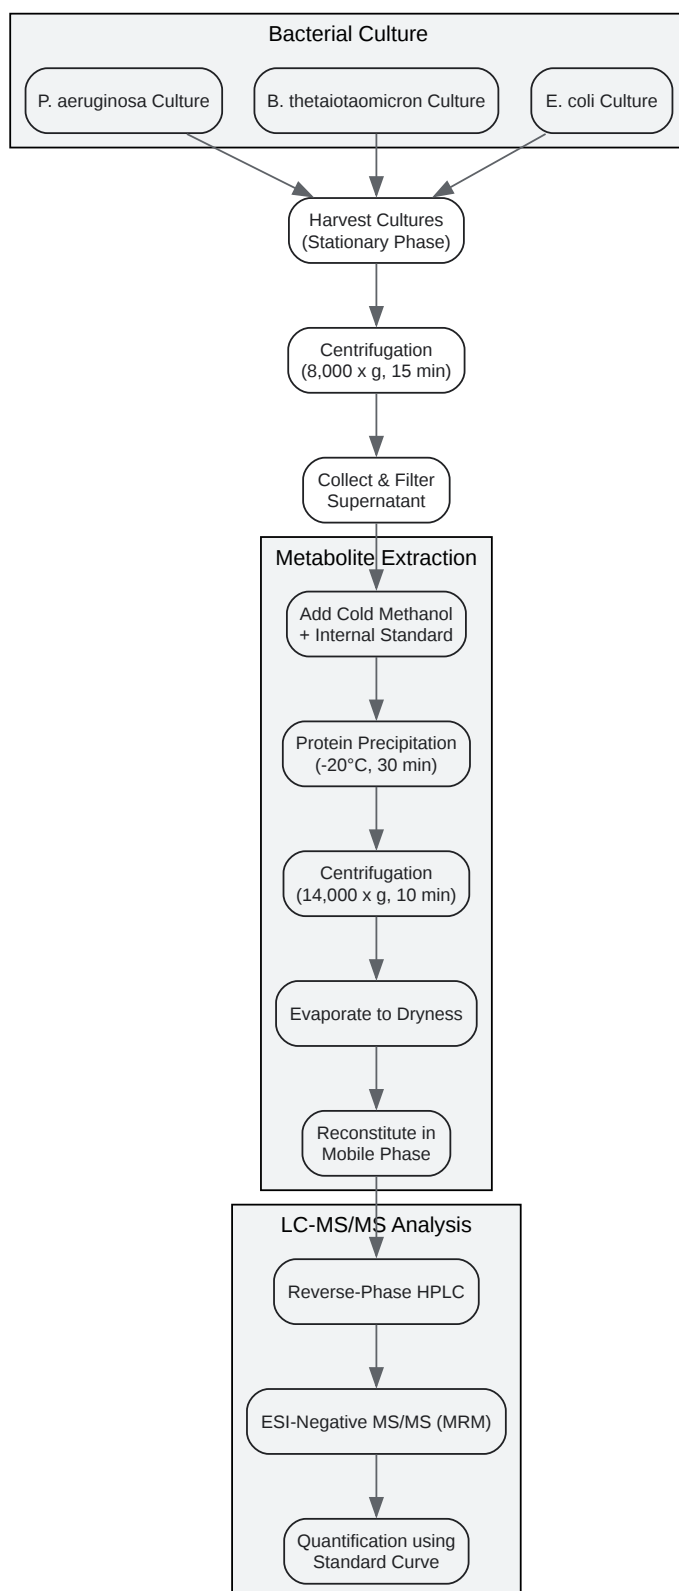 Bacterial Culture
P. aeruginosa Culture
B. thetaiotaomicron Culture
E. coli Culture
Harvest Cultures
(Stationary Phase)
Centrifugation
(8,000 x g, 15 min)
Collect & Filter
Supernatant
Metabolite Extraction
Add Cold Methanol
+ Internal Standard
Protein Precipitation
(-20°C, 30 min)
Centrifugation
(14,000 x g, 10 min)
Evaporate to Dryness
Reconstitute in
Mobile Phase
LC-MS/MS Analysis
Reverse-Phase HPLC
ESI-Negative MS/MS (MRM)
Quantification using
Standard Curve